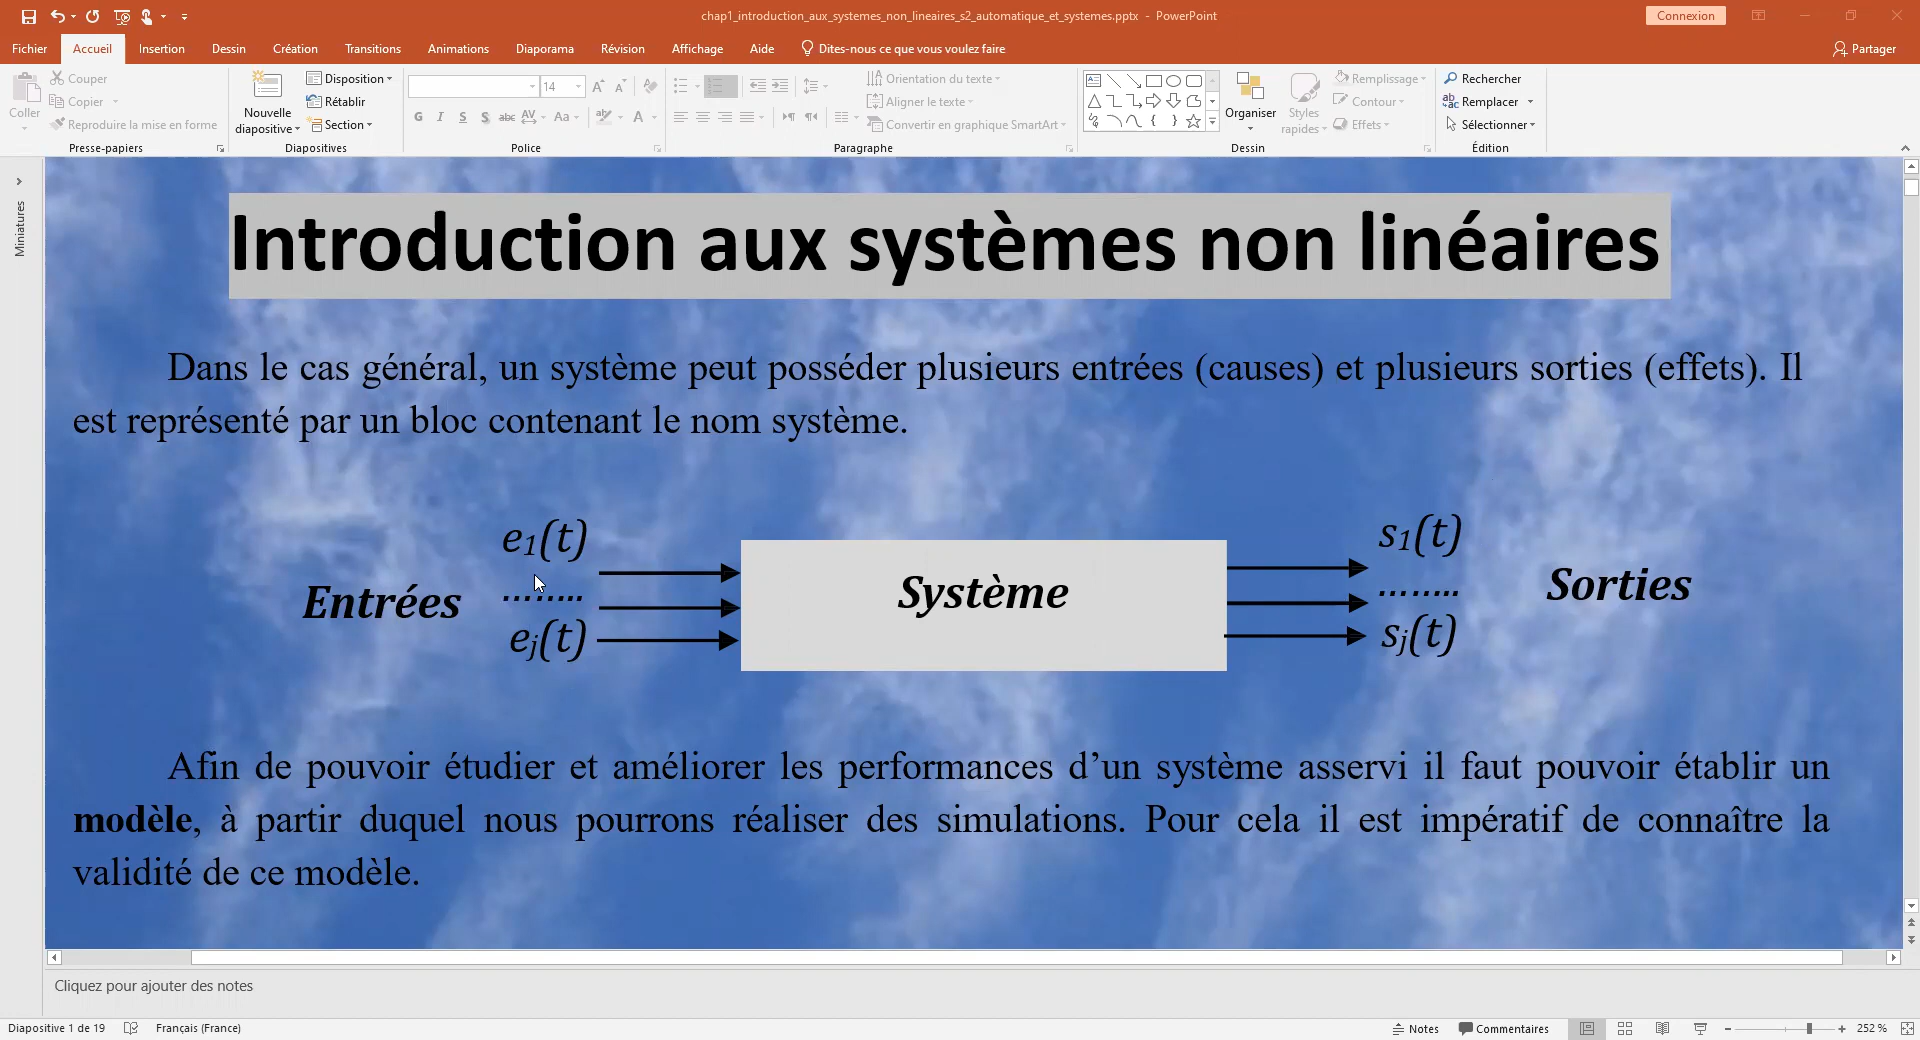 chap1_introduction_aux_systemes_non_lineaires_s2_automatique_et_systemes.pptx - PowerPoint
Connexion
Fichier
Accueil
Insertion
Dessin
Création
Transitions
Animations
Diaporama
Révision
Affichage
Aide
Dites-nous ce que vous voulez faire
Partager
Coller
Couper
Copier
Reproduire la mise en forme
Presse-papiers
Nouvelle
diapositive
Disposition
Rétablir
Section
Diapositives
14
G I S S abc AV Aa A
Police
Orientation du texte
Aligner le texte
Convertir en graphique SmartArt
Paragraphe
Organiser
Styles
rapides
Remplissage
Contour
Effets
Dessin
Rechercher
Remplacer
Sélectionner
Édition
Miniatures
Introduction aux systèmes non linéaires
Dans le cas général, un système peut posséder plusieurs entrées (causes) et plusieurs sorties (effets). Il
est représenté par un bloc contenant le nom système.
Entrées
e1(t)
........
ej(t)
Système
s1(t)
........
sj(t)
Sorties
Afin de pouvoir étudier et améliorer les performances d’un système asservi il faut pouvoir établir un
modèle, à partir duquel nous pourrons réaliser des simulations. Pour cela il est impératif de connaître la
validité de ce modèle.
Cliquez pour ajouter des notes
Diapositive 1 de 19
Français (France)
Notes
Commentaires
252 %